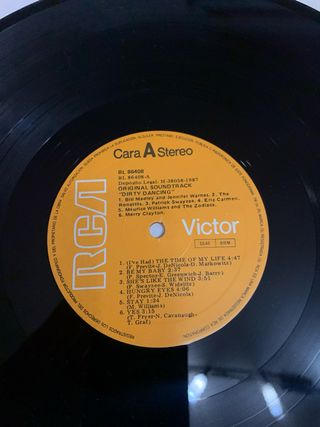 Cara A Stereo
RL 86408
RL 86408-A
Depósito Legal: M-38058-1987
ORIGINAL SOUNDTRACK
"DIRTY DANCING"
1. Bill Medley and Jennifer Warnes. 2. The
Ronettes. 3. Patrick Swayzee. 4. Eric Carmen.
5. Maurice Williams and The Zodiacs.
6. Merry Clayton.
RCA
Victor
1. (I've Had) THE TIME OF MY LIFE 4:47
(F. Previte-J. DeNicola-D. Markowitz)
2. BE MY BABY 2:37
(P. Spector-E. Greenwich-J. Barry)
3. SHE'S LIKE THE WIND 3:51
(P. Swayzee-S. Widelitz)
4. HUNGRY EYES 4:06
(F. Previte-J. DeNicola)
5. STAY 1:34
(M. Williams)
6. YES 3:15
(T. Fryer-N. Cavanaugh-
T. Graf)